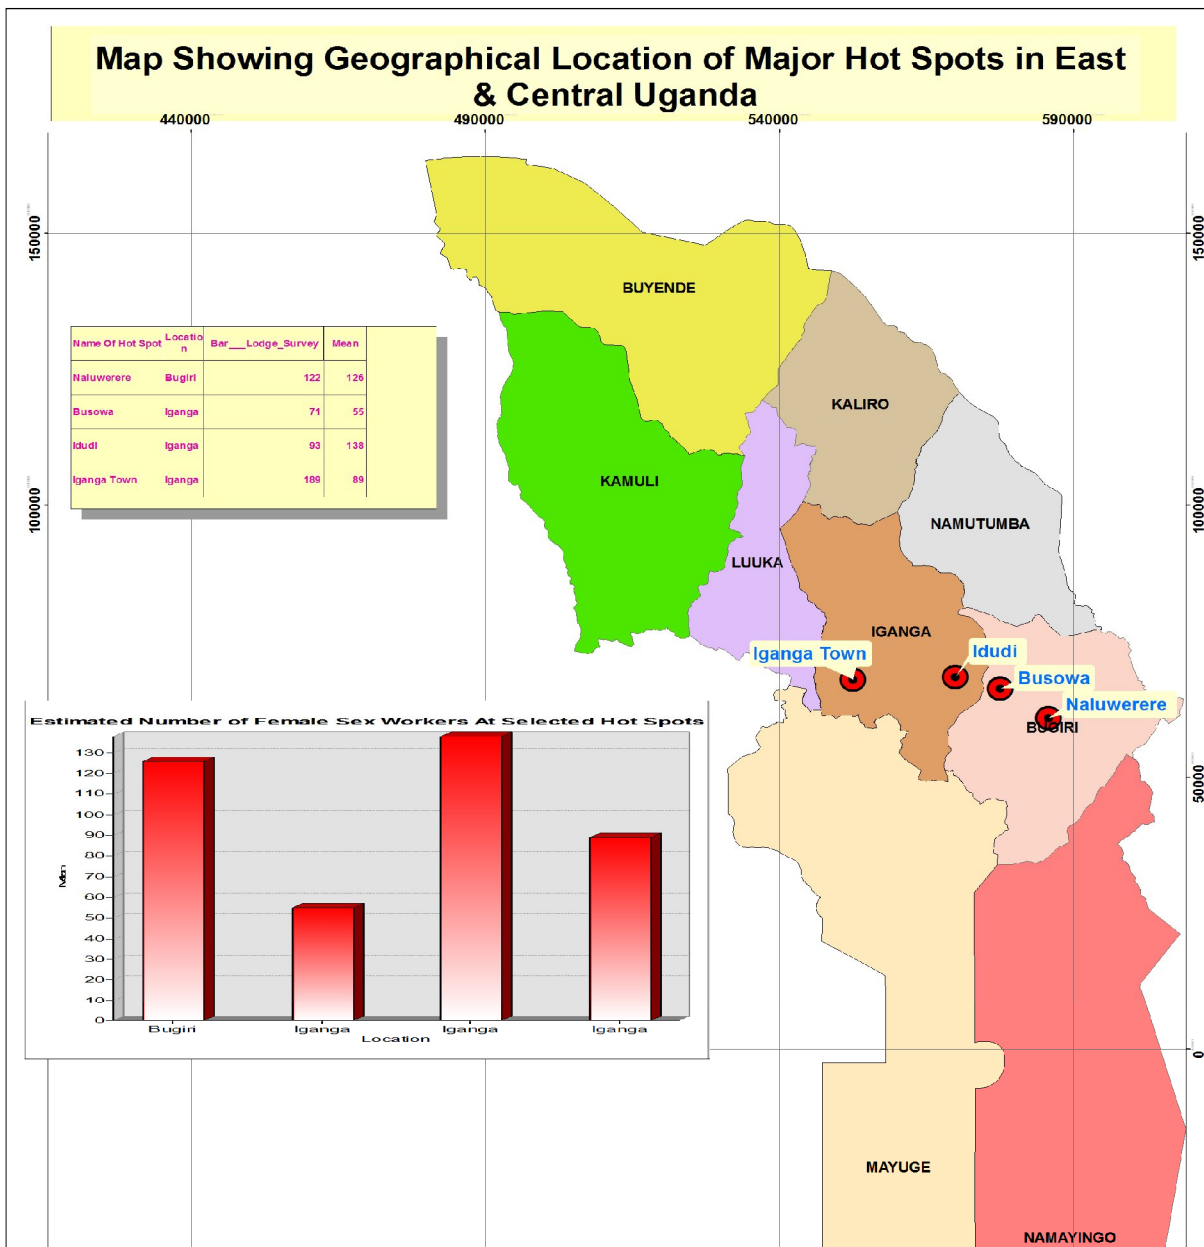 Map Showing Geographical Location of Major Hot Spots in East
& Central Uganda
440000 490000 540000 590000
150000 150000
BUYENDE
Name Of Hot Spot Locatio n Bar___Lodge_Survey Mean
Naluwerere Bugiri 122 126
Busowa Iganga 71 55
Idudi Iganga 93 138
Iganga Town Iganga 189 89
KALIRO
KAMULI
100000 100000
NAMUTUMBA
LUUKA
IGANGA
Iganga Town
Idudi
Busowa
Naluwerere
BUGIRI
50000
Estimated Number of Female Sex Workers At Selected Hot Spots
130
120
110
100
90
80
70
60
50
40
30
20
10
0
Bugiri Iganga Iganga Iganga
Location
0
MAYUGE
NAMAYINGO